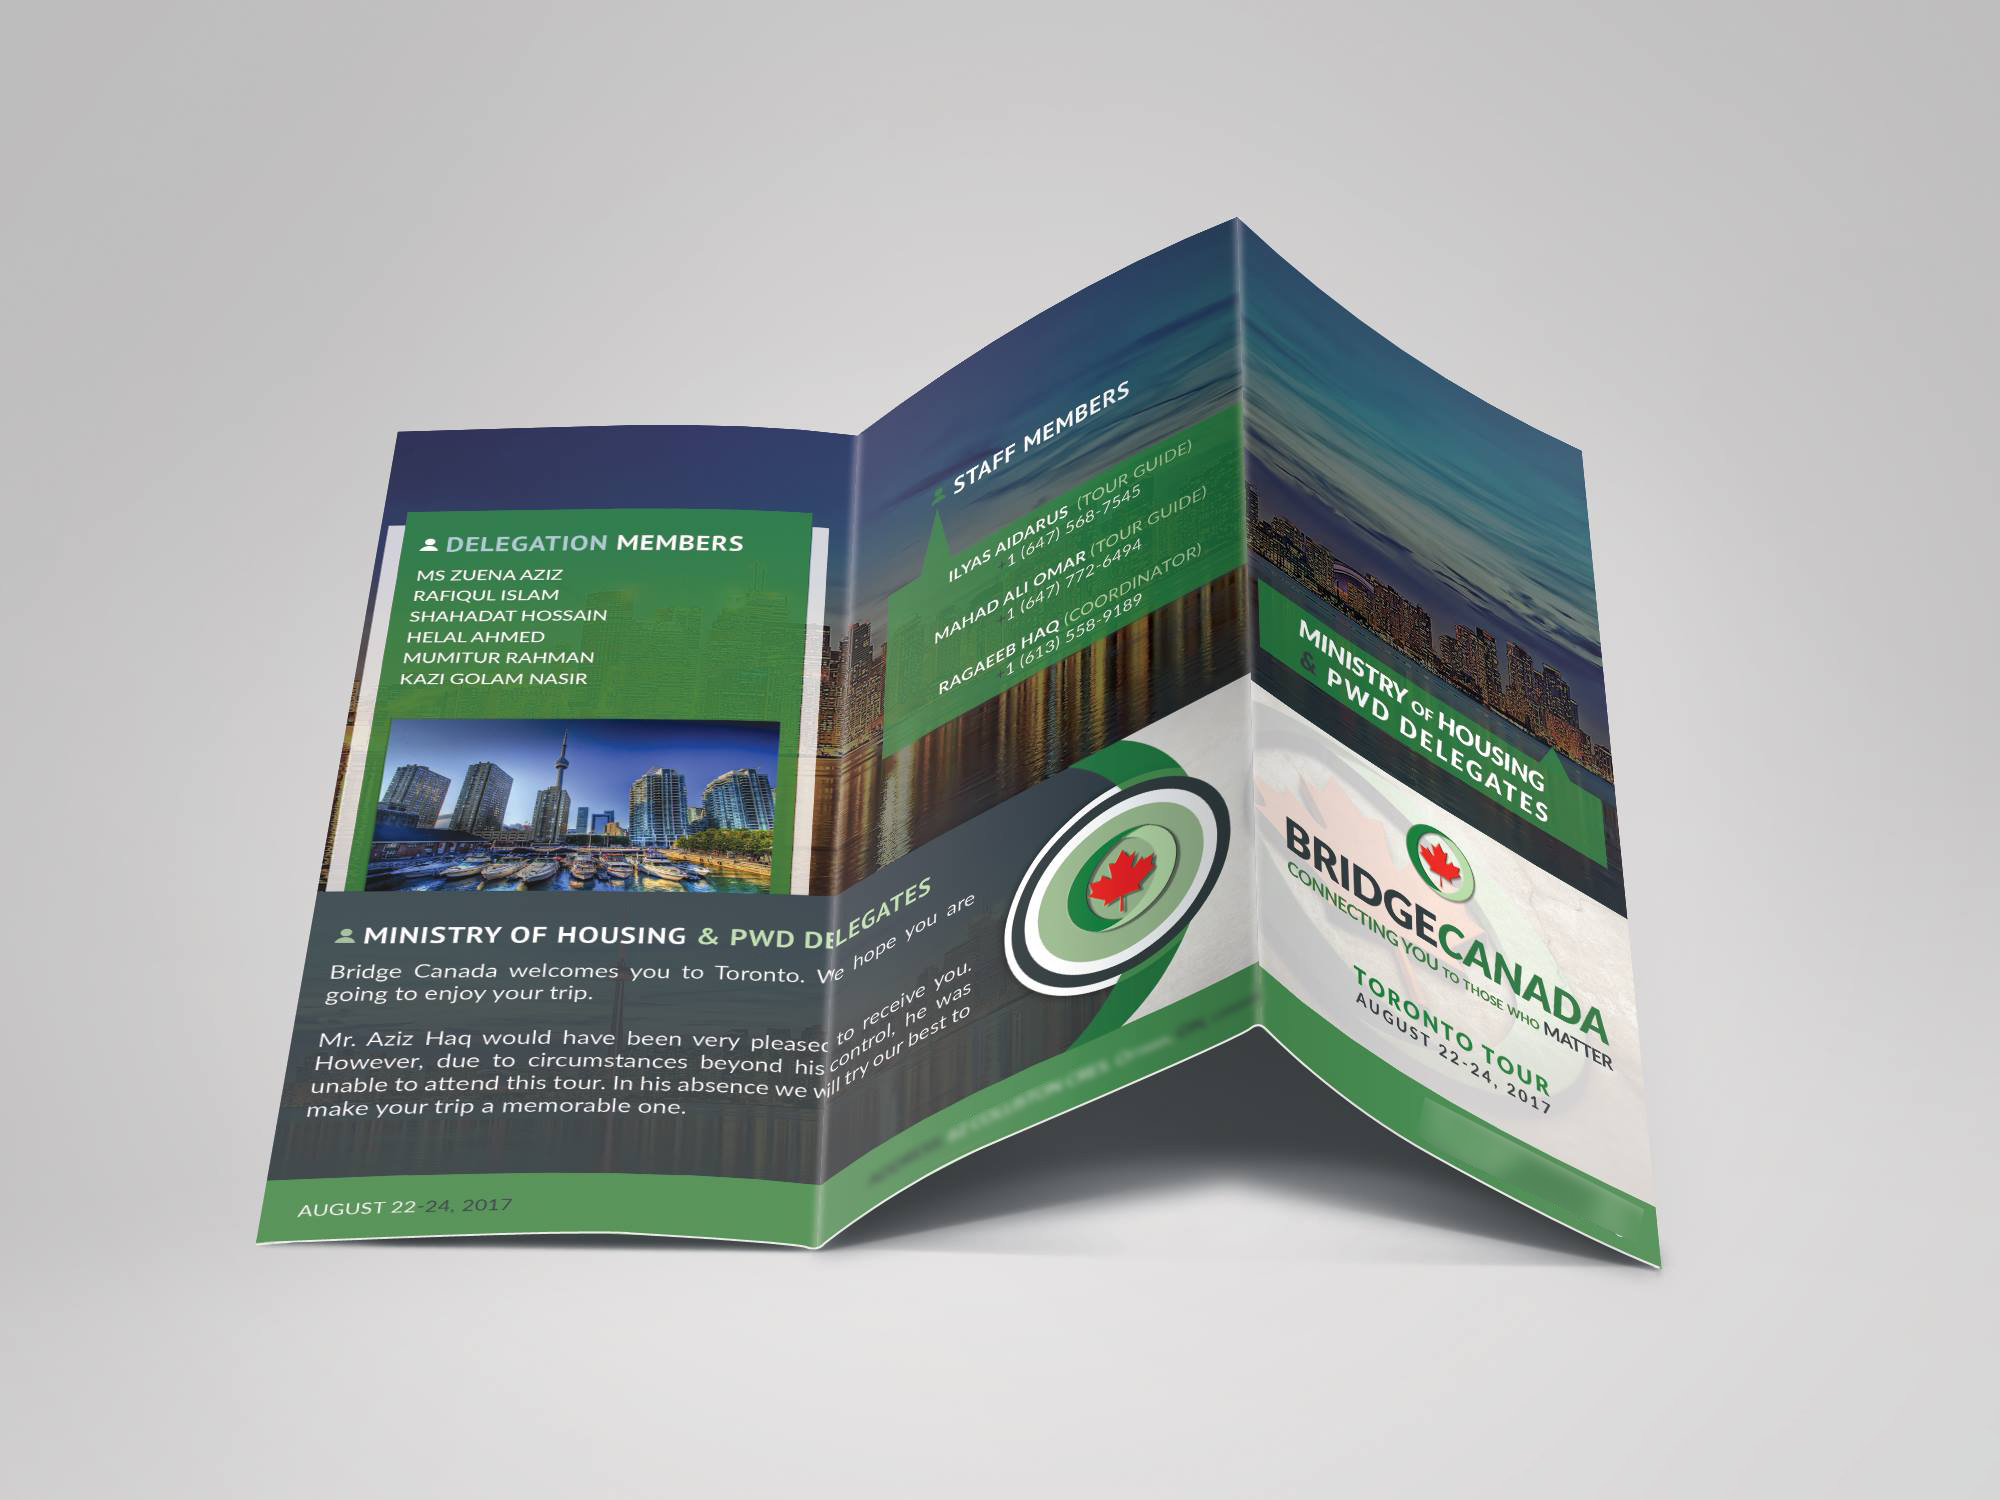 DELEGATION MEMBERS
MS ZUENA AZIZ
RAFIQUL ISLAM
SHAHADAT HOSSAIN
HELAL AHMED
MUMITUR RAHMAN
KAZI GOLAM NASIR
MINISTRY OF HOUSING & PWD DELEGATES
Bridge Canada welcomes you to Toronto. We hope you are
going to enjoy your trip.
Mr. Aziz Haq would have been very pleased to receive you.
However, due to circumstances beyond his control, he was
unable to attend this tour. In his absence we will try our best to
make your trip a memorable one.
AUGUST 22-24, 2017
STAFF MEMBERS
ILYAS AIDARUS (TOUR GUIDE)
+1 (647) 568-7545
MAHAD ALI OMAR (TOUR GUIDE)
+1 (647) 772-6494
RAGAEEB HAQ (COORDINATOR)
+1 (613) 558-9189
MINISTRY OF HOUSING
& PWD DELEGATES
BRIDGECANADA
CONNECTING YOU TO THOSE WHO MATTER
TORONTO TOUR
AUGUST 22-24, 2017